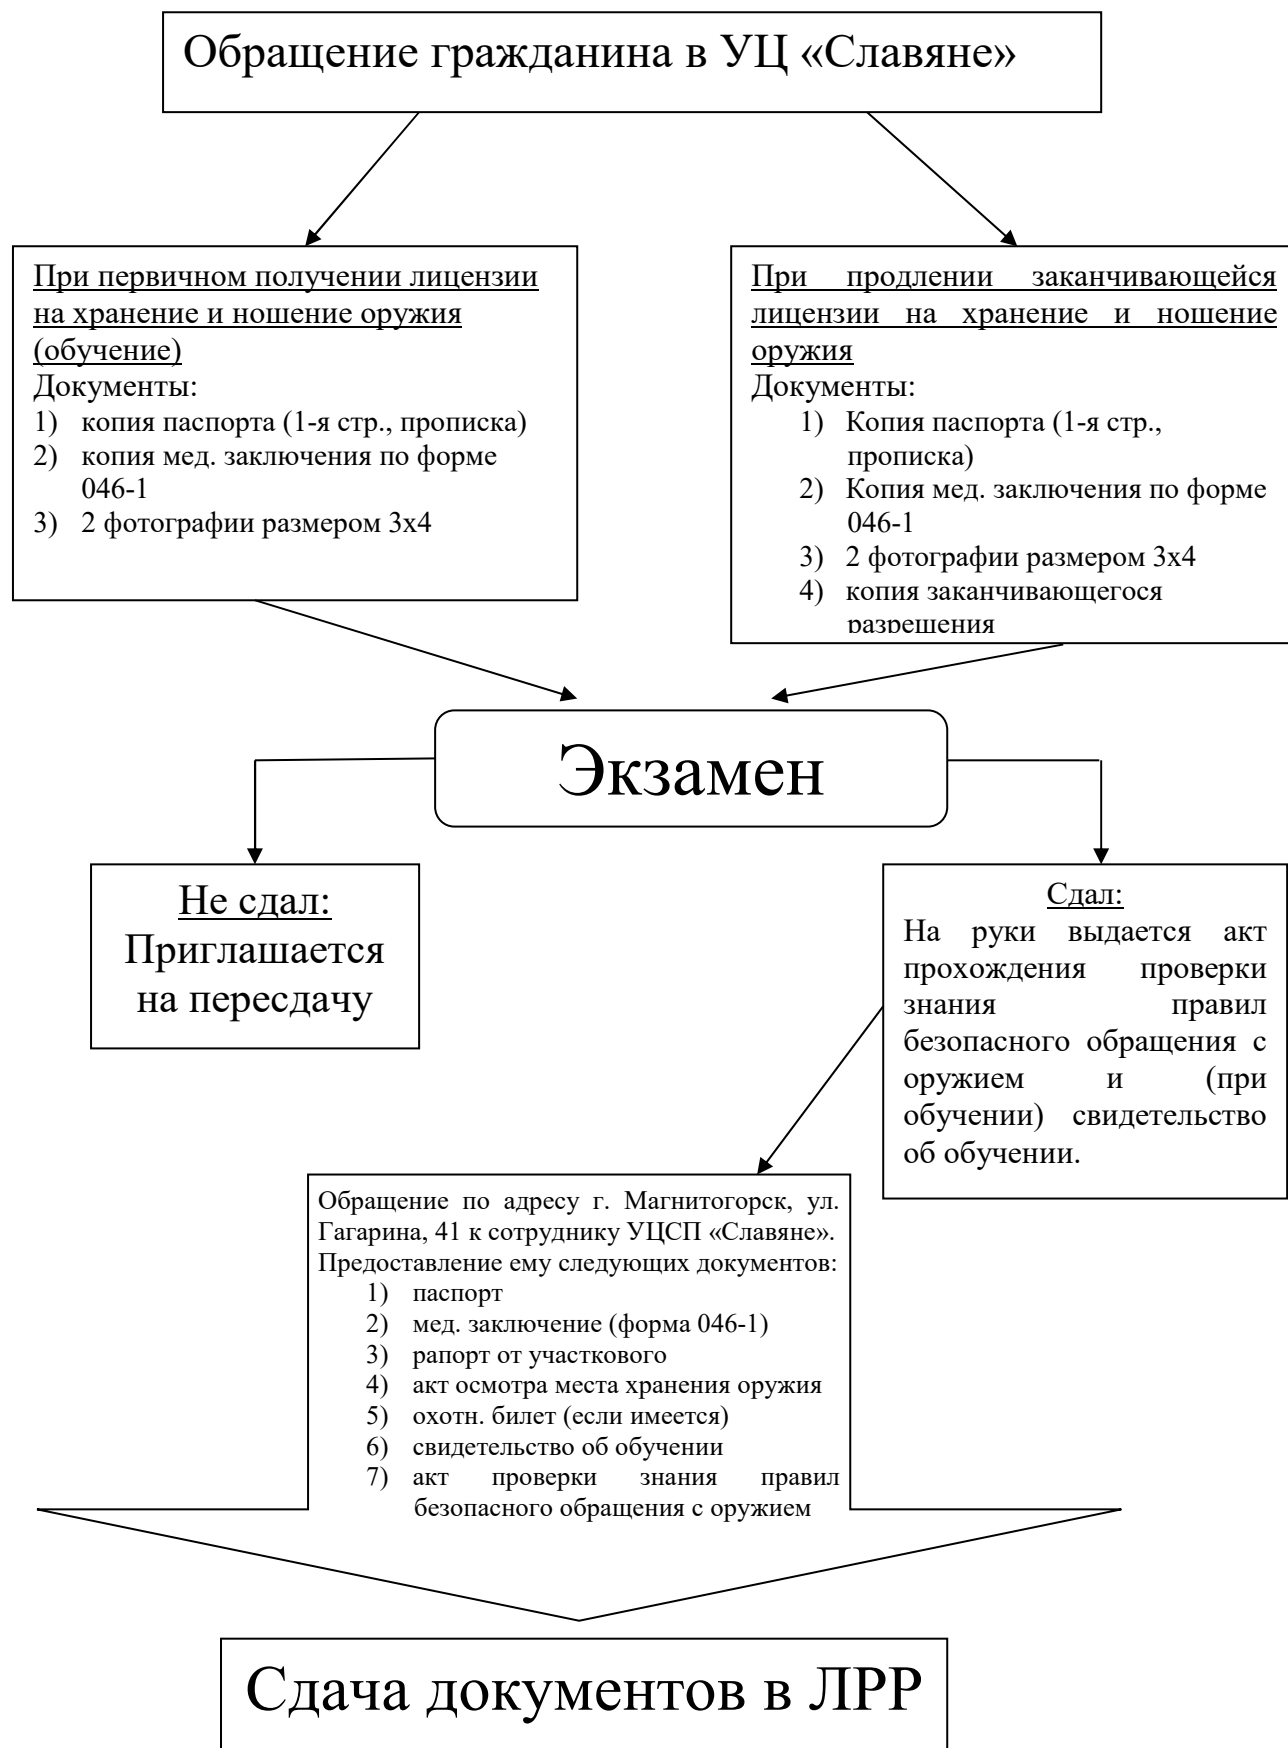 Обращение гражданина в УЦ «Славяне»
При первичном получении лицензии
на хранение и ношение оружия
(обучение)
Документы:
1) копия паспорта (1-я стр., прописка)
2) копия мед. заключения по форме
046-1
3) 2 фотографии размером 3х4
При продлении заканчивающейся
лицензии на хранение и ношение
оружия
Документы:
1) Копия паспорта (1-я стр.,
прописка)
2) Копия мед. заключения по форме
046-1
3) 2 фотографии размером 3х4
4) копия заканчивающегося
разрешения
Экзамен
Не сдал:
Приглашается
на пересдачу
Сдал:
На руки выдается акт
прохождения проверки
знания правил
безопасного обращения с
оружием и (при
обучении) свидетельство
об обучении.
Обращение по адресу г. Магнитогорск, ул.
Гагарина, 41 к сотруднику УЦСП «Славяне».
Предоставление ему следующих документов:
1) паспорт
2) мед. заключение (форма 046-1)
3) рапорт от участкового
4) акт осмотра места хранения оружия
5) охотн. билет (если имеется)
6) свидетельство об обучении
7) акт проверки знания правил
безопасного обращения с оружием
Сдача документов в ЛРР